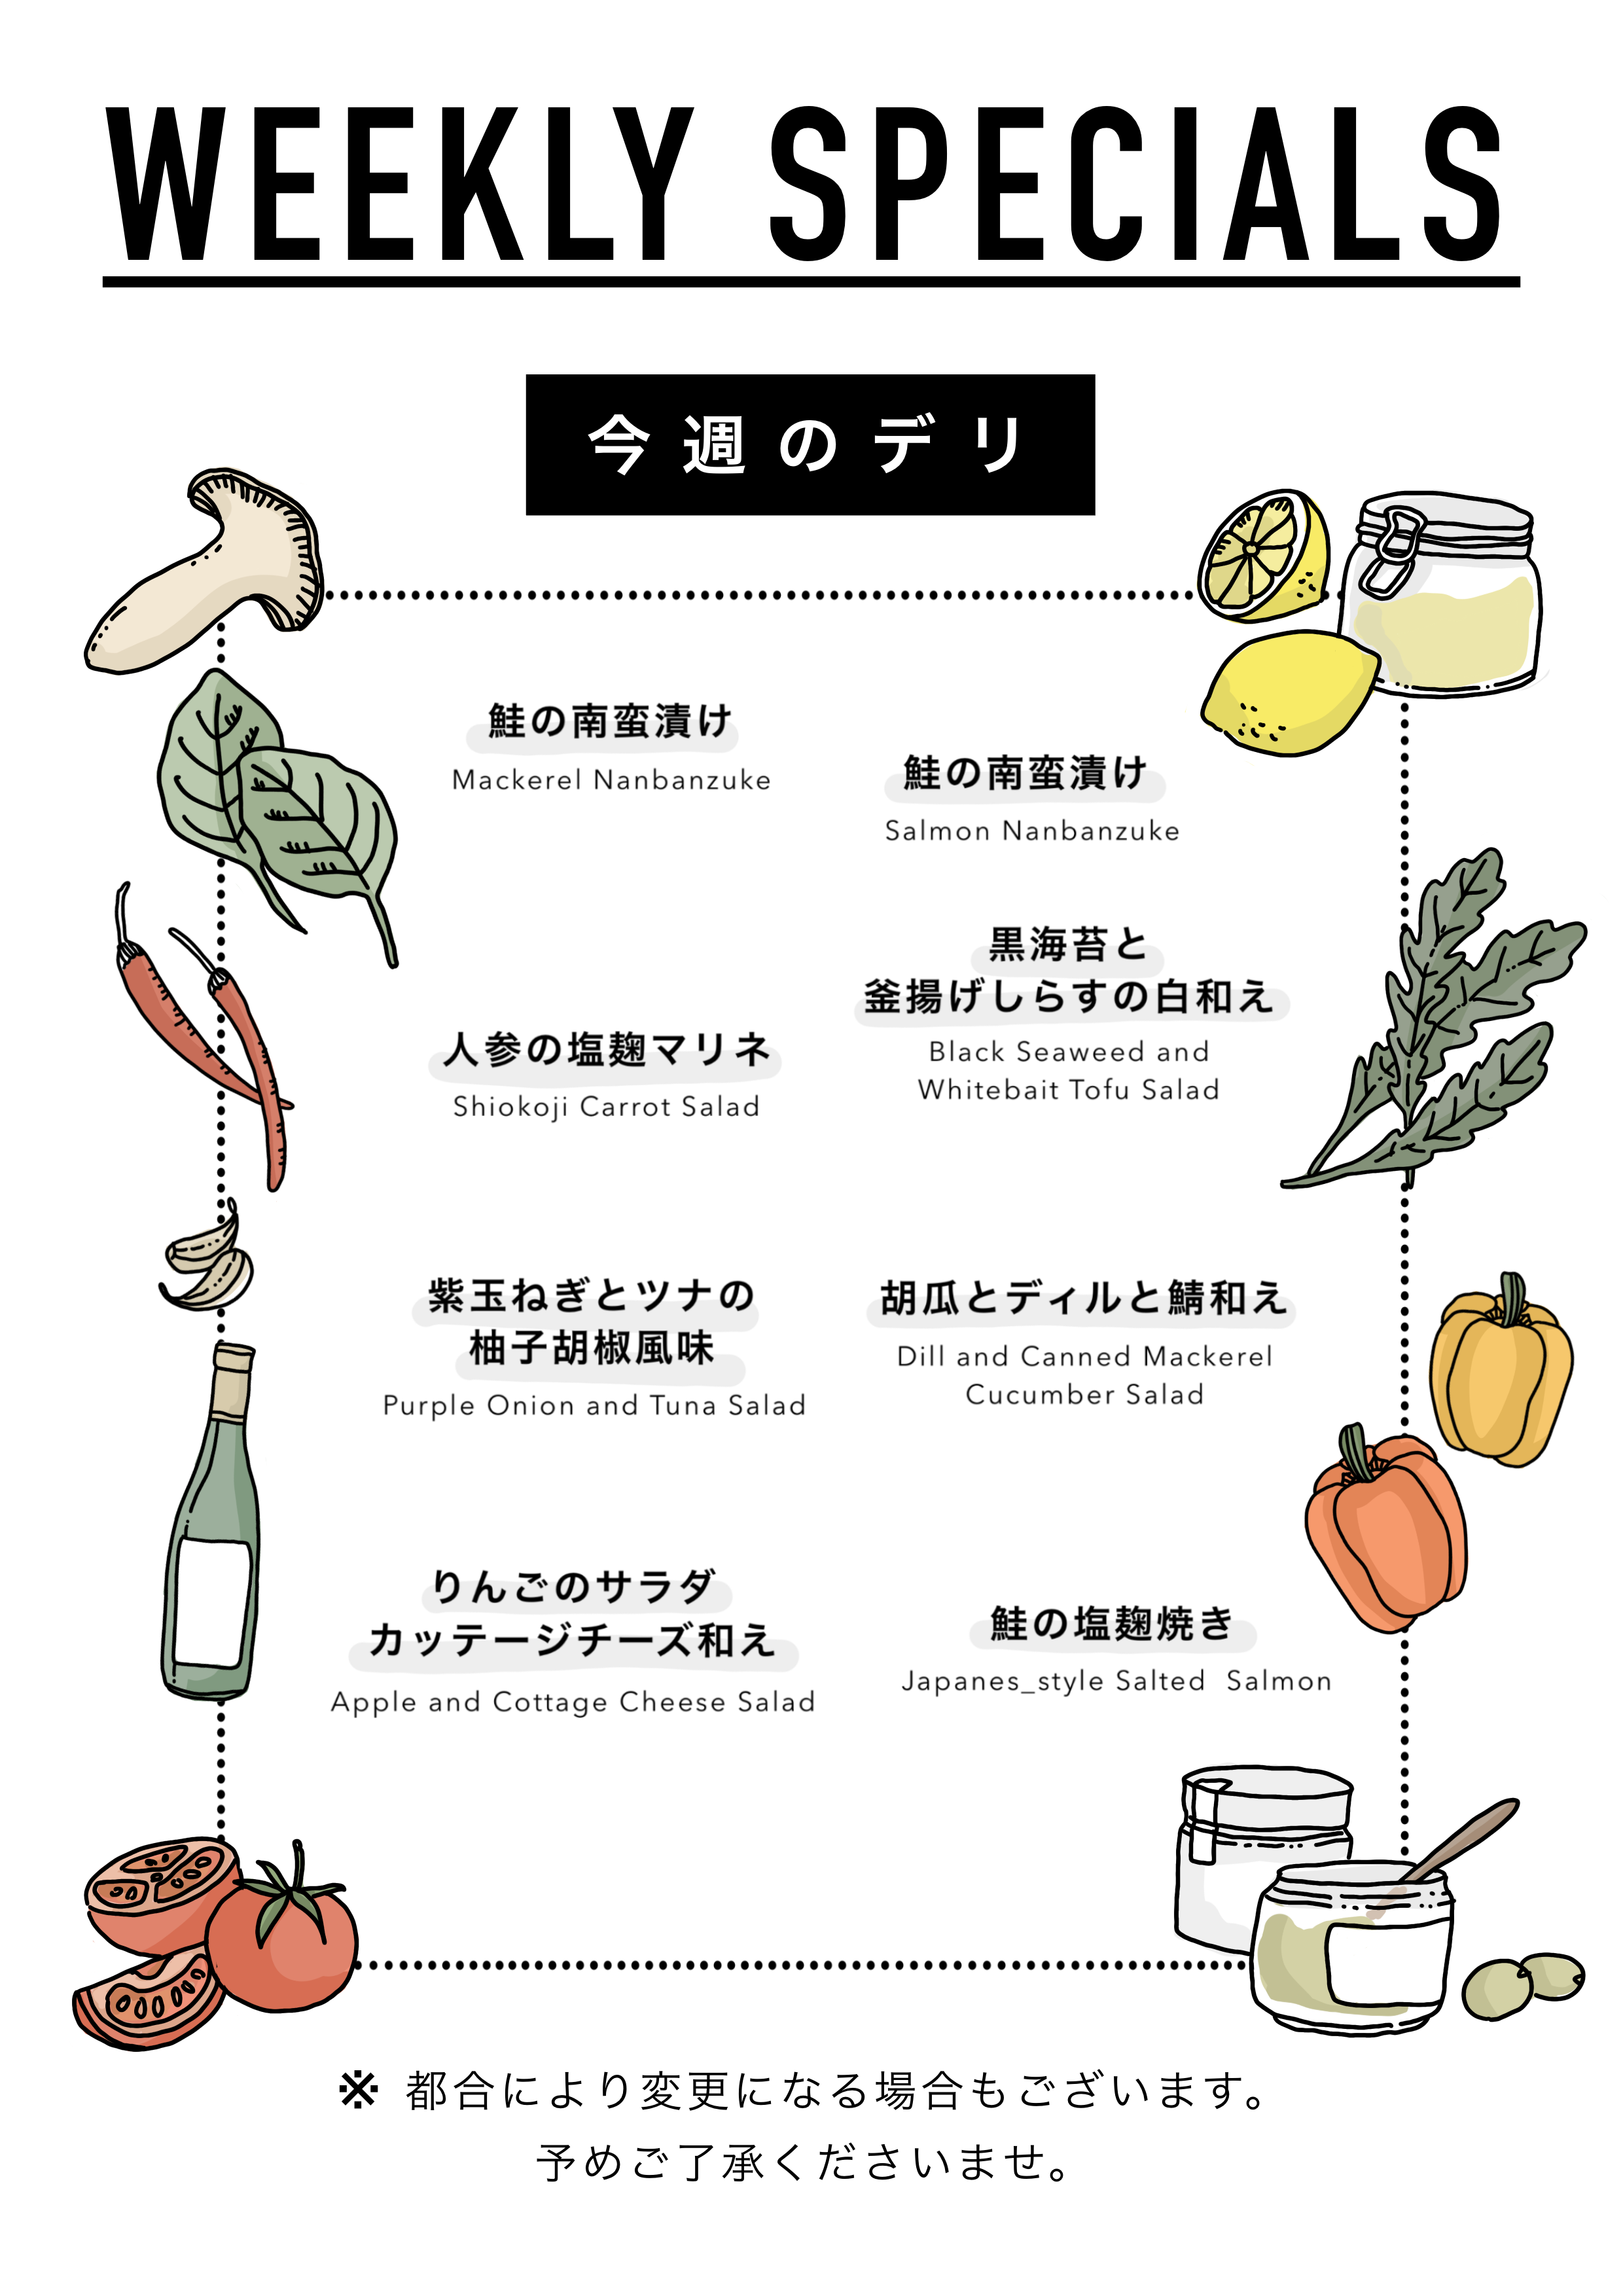 WEEKLY SPECIALS
今週のデリ
鮭の南蛮漬け
Mackerel Nanbanzuke
鮭の南蛮漬け
Salmon Nanbanzuke
人参の塩麹マリネ
Shiokoji Carrot Salad
黒海苔と
釜揚げしらすの白和え
Black Seaweed and
Whitebait Tofu Salad
紫玉ねぎとツナの
柚子胡椒風味
Purple Onion and Tuna Salad
胡瓜とディルと鯖和え
Dill and Canned Mackerel
Cucumber Salad
りんごのサラダ
カッテージチーズ和え
Apple and Cottage Cheese Salad
鮭の塩麹焼き
Japanes_style Salted  Salmon
※ 都合により変更になる場合もございます。
予めご了承くださいませ。